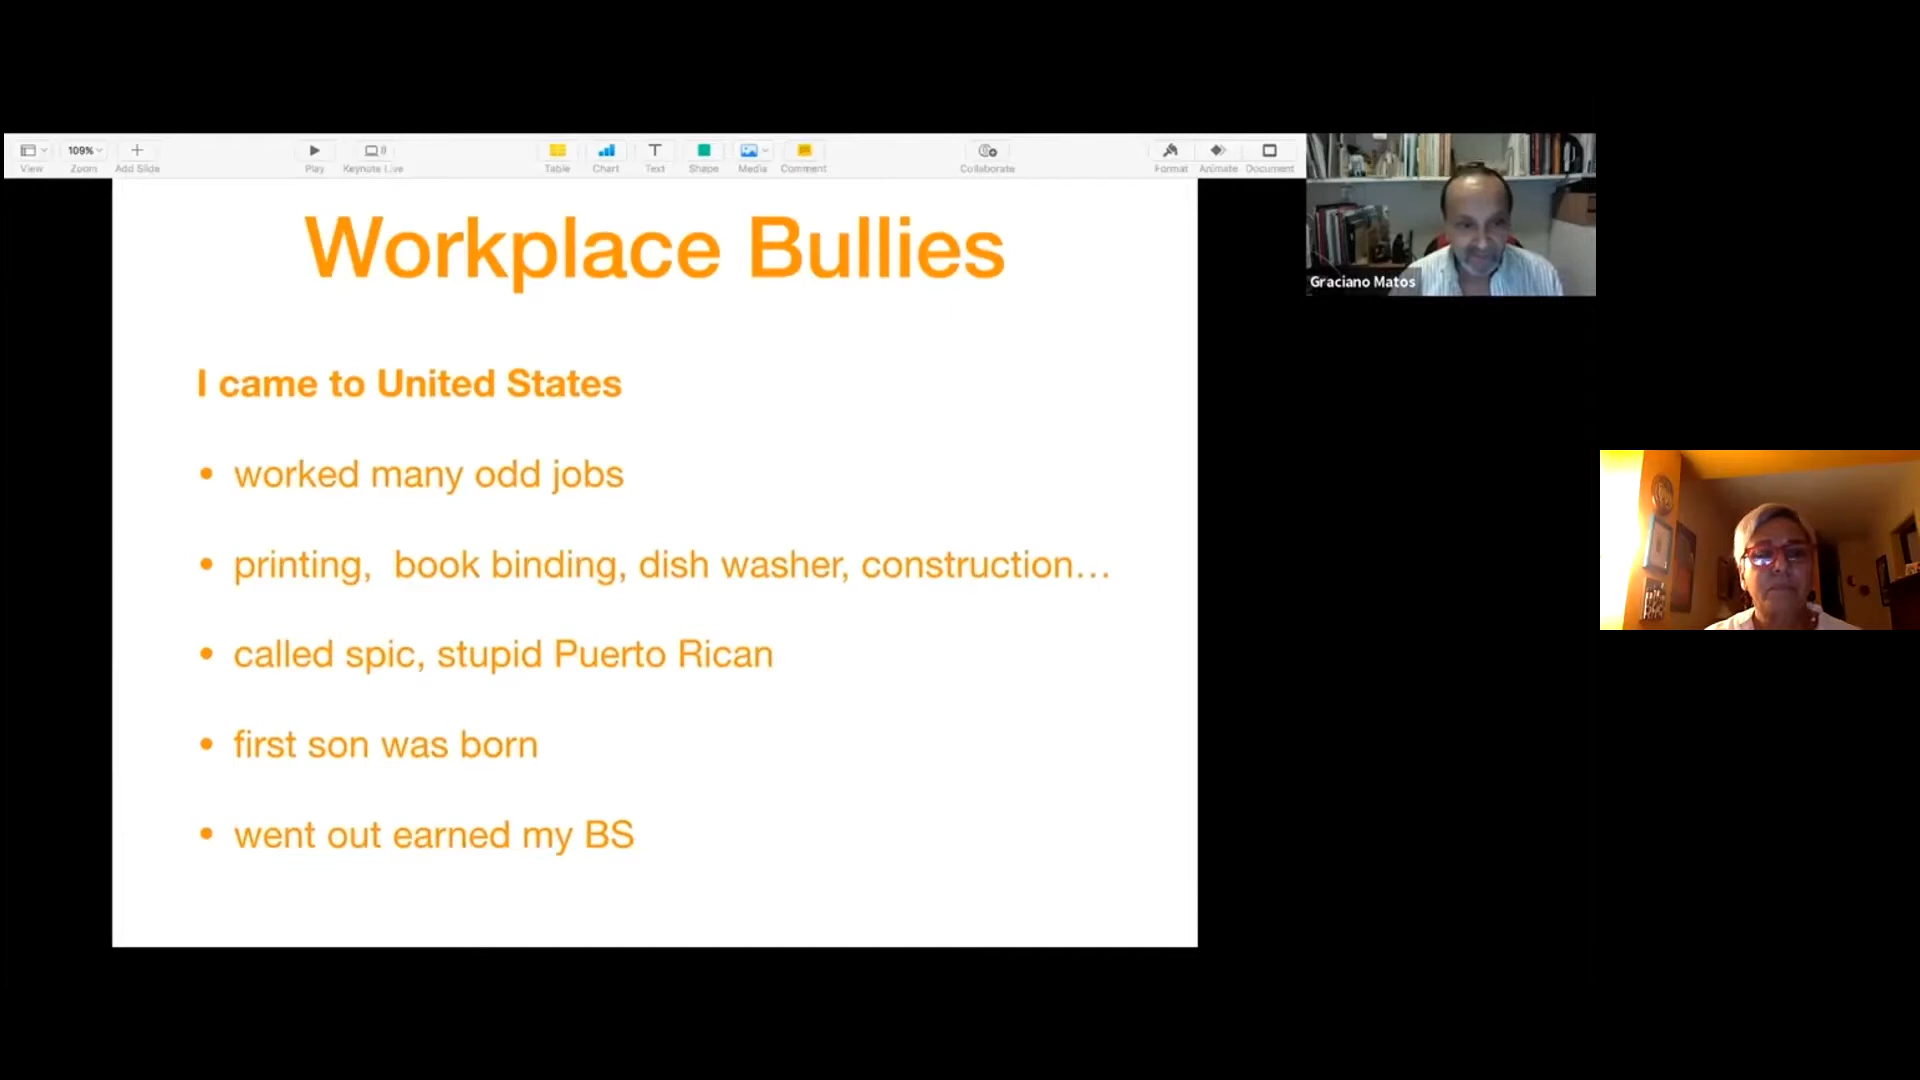 109%
View
Zoom
Add Slide
Play
Keynote Live
Table
Chart
Text
Shape
Media
Comment
Collaborate
Format
Animate
Document
Workplace Bullies
I came to United States
• worked many odd jobs
• printing,  book binding, dish washer, construction…
• called spic, stupid Puerto Rican
• first son was born
• went out earned my BS
Graciano Matos